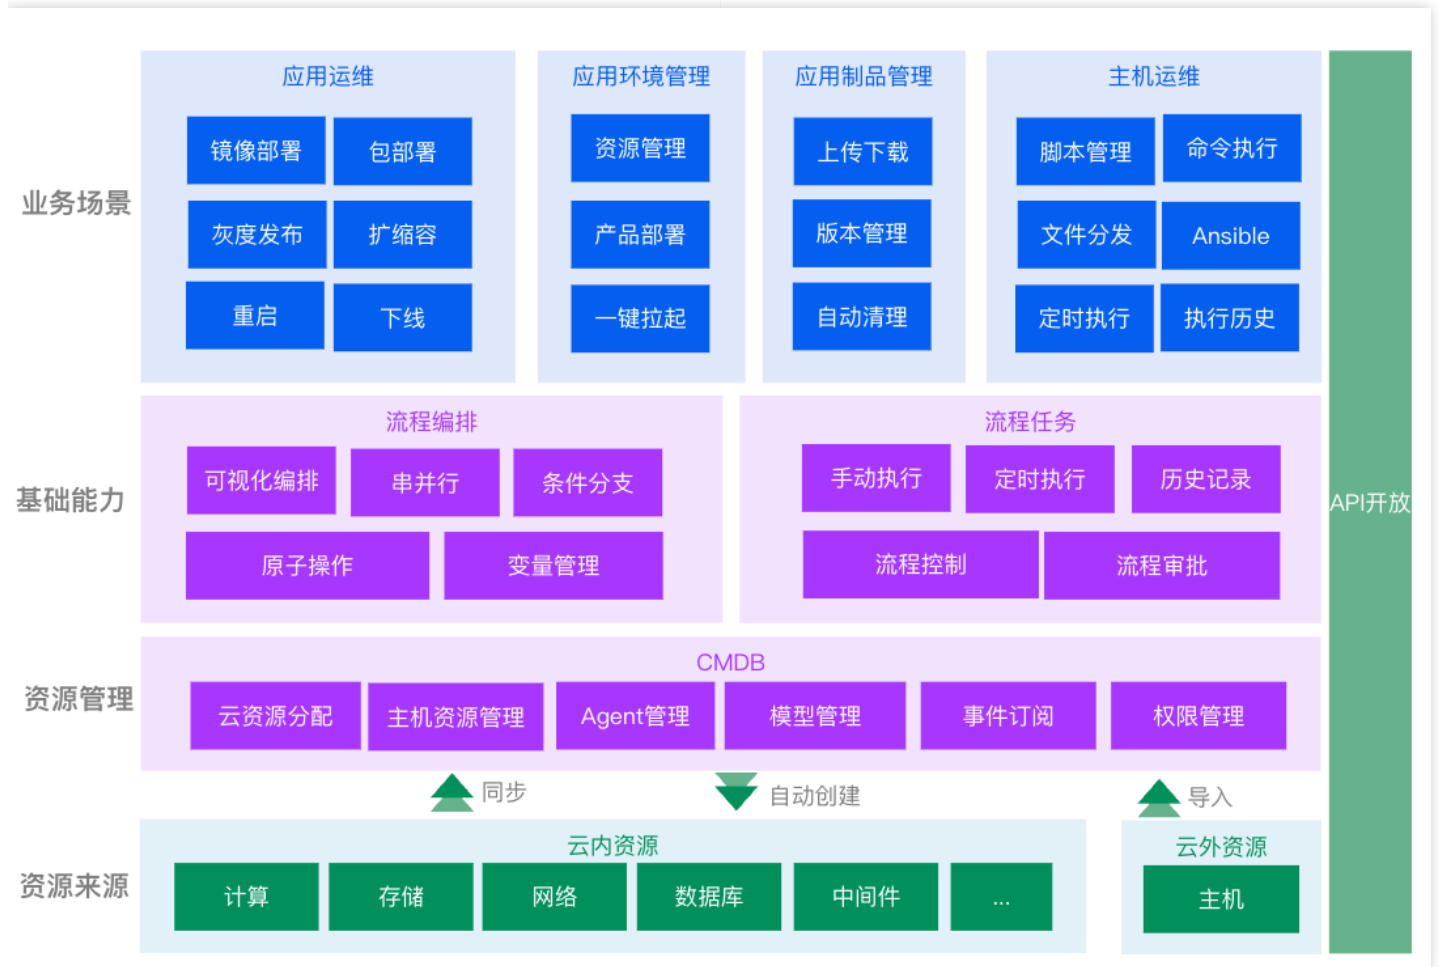 业务场景
应用运维
镜像部署
包部署
灰度发布
扩缩容
重启
下线
应用环境管理
资源管理
产品部署
一键拉起
应用制品管理
上传下载
版本管理
自动清理
主机运维
脚本管理
命令执行
文件分发
Ansible
定时执行
执行历史
基础能力
流程编排
可视化编排
串并行
条件分支
原子操作
变量管理
流程任务
手动执行
定时执行
历史记录
流程控制
流程审批
API开放
资源管理
CMDB
云资源分配
主机资源管理
Agent管理
模型管理
事件订阅
权限管理
同步
自动创建
导入
资源来源
云内资源
计算
存储
网络
数据库
中间件
...
云外资源
主机